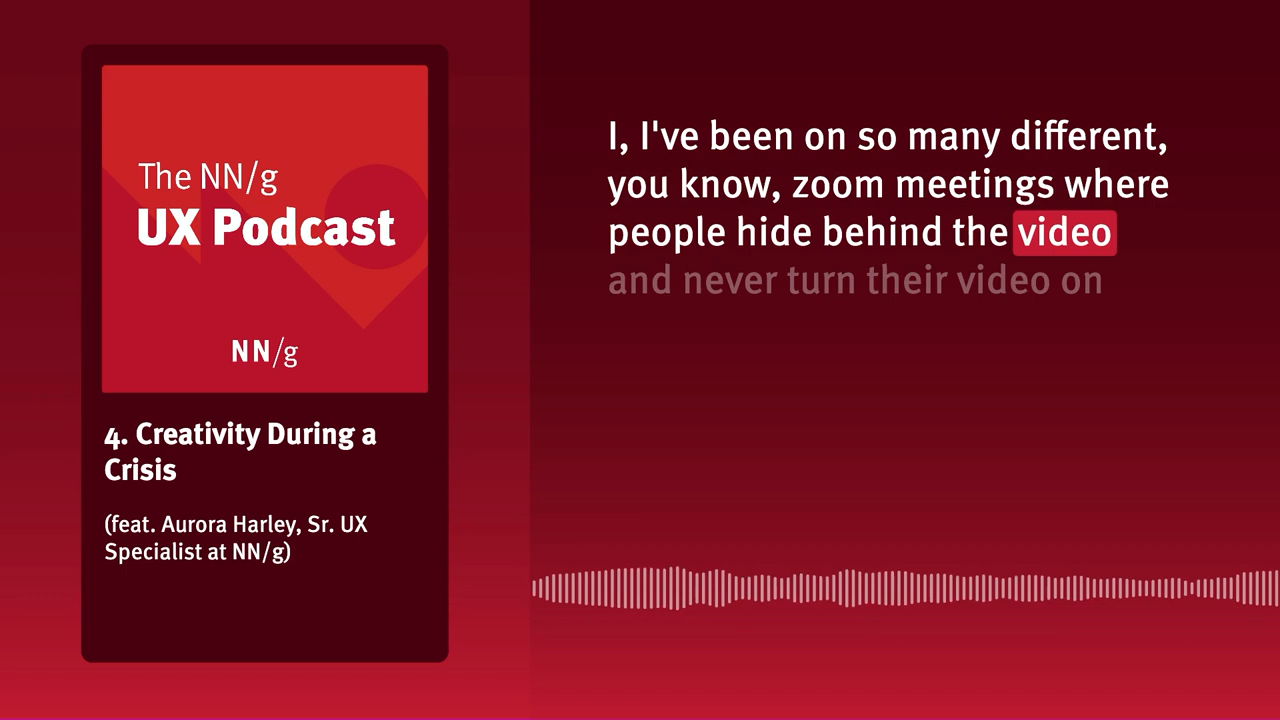 The NN/g
UX Podcast
NN/g
4. Creativity During a
Crisis
(feat. Aurora Harley, Sr. UX
Specialist at NN/g)
I, I've been on so many different,
you know, zoom meetings where
people hide behind the video
and never turn their video on